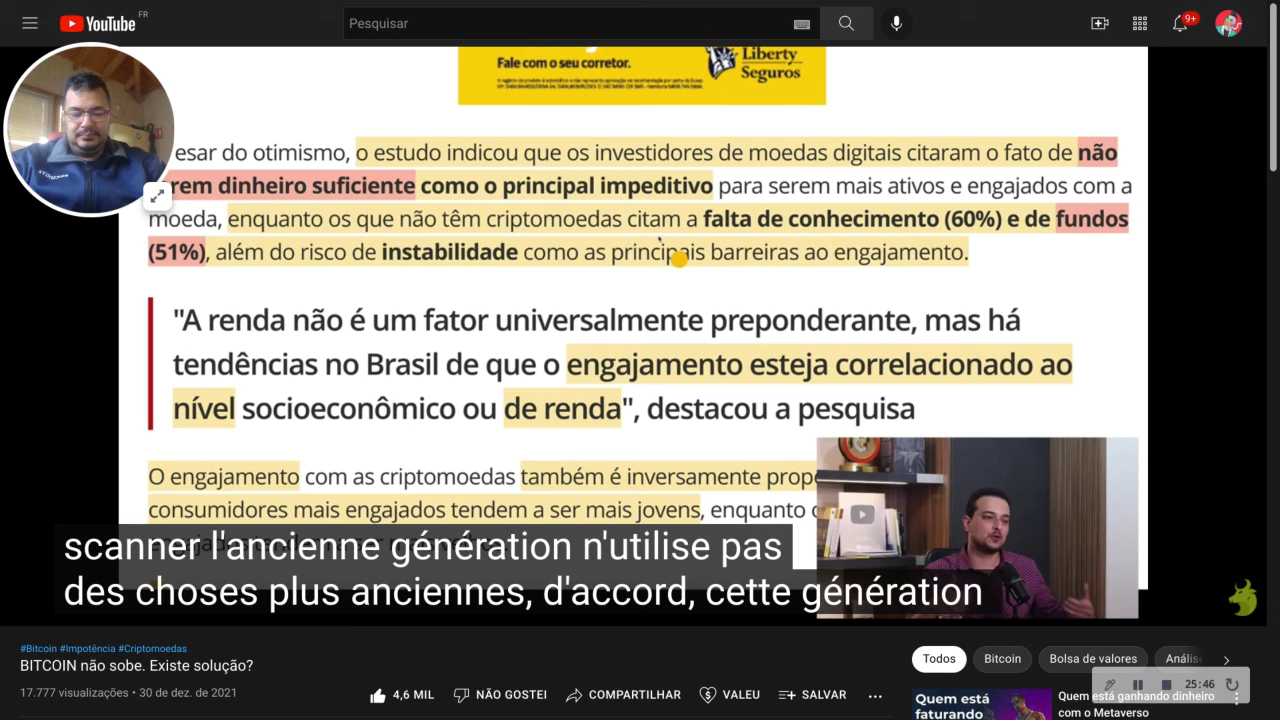 YouTube FR
Pesquisar
9+
Fale com o seu corretor.
Liberty
Seguros
esar do otimismo, o estudo indicou que os investidores de moedas digitais citaram o fato de não
rem dinheiro suficiente como o principal impeditivo para serem mais ativos e engajados com a
moeda, enquanto os que não têm criptomoedas citam a falta de conhecimento (60%) e de fundos
(51%), além do risco de instabilidade como as principais barreiras ao engajamento.
"A renda não é um fator universalmente preponderante, mas há
tendências no Brasil de que o engajamento esteja correlacionado ao
nível socioeconômico ou de renda", destacou a pesquisa
O engajamento com as criptomoedas também é inversamente prop
consumidores mais engajados tendem a ser mais jovens, enquanto
scanner l'ancienne génération n'utilise pas
des choses plus anciennes, d'accord, cette génération
#Bitcoin #Impotência #Criptomoedas
BITCOIN não sobe. Existe solução?
17.777 visualizações • 30 de dez. de 2021
4,6 MIL NÃO GOSTEI COMPARTILHAR VALEU SALVAR
Todos Bitcoin Bolsa de valores Anális
25:46
Quem está
faturando
Quem está ganhando dinheiro
com o Metaverso